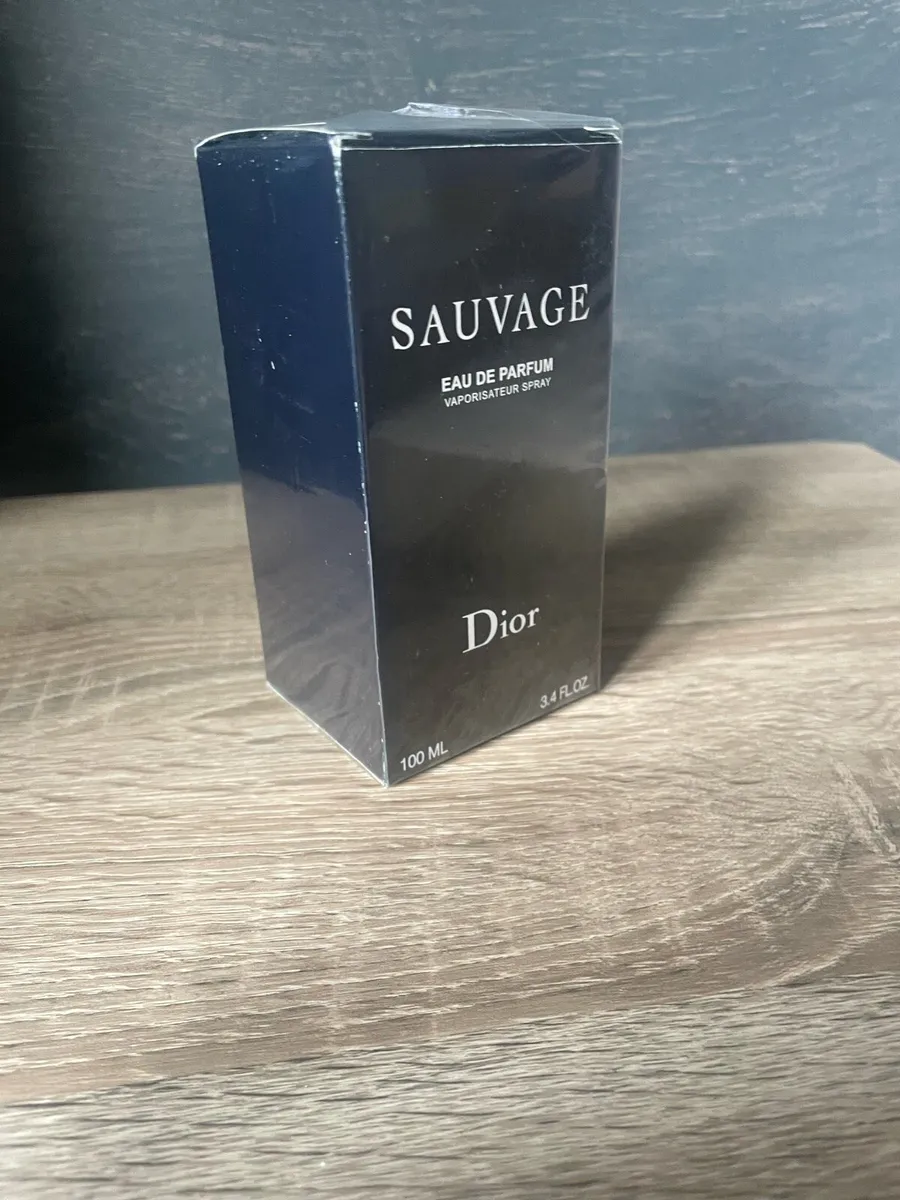 SAUVAGE
EAU DE PARFUM
VAPORISATEUR SPRAY
Dior
100 ML
3.4 FL.OZ.